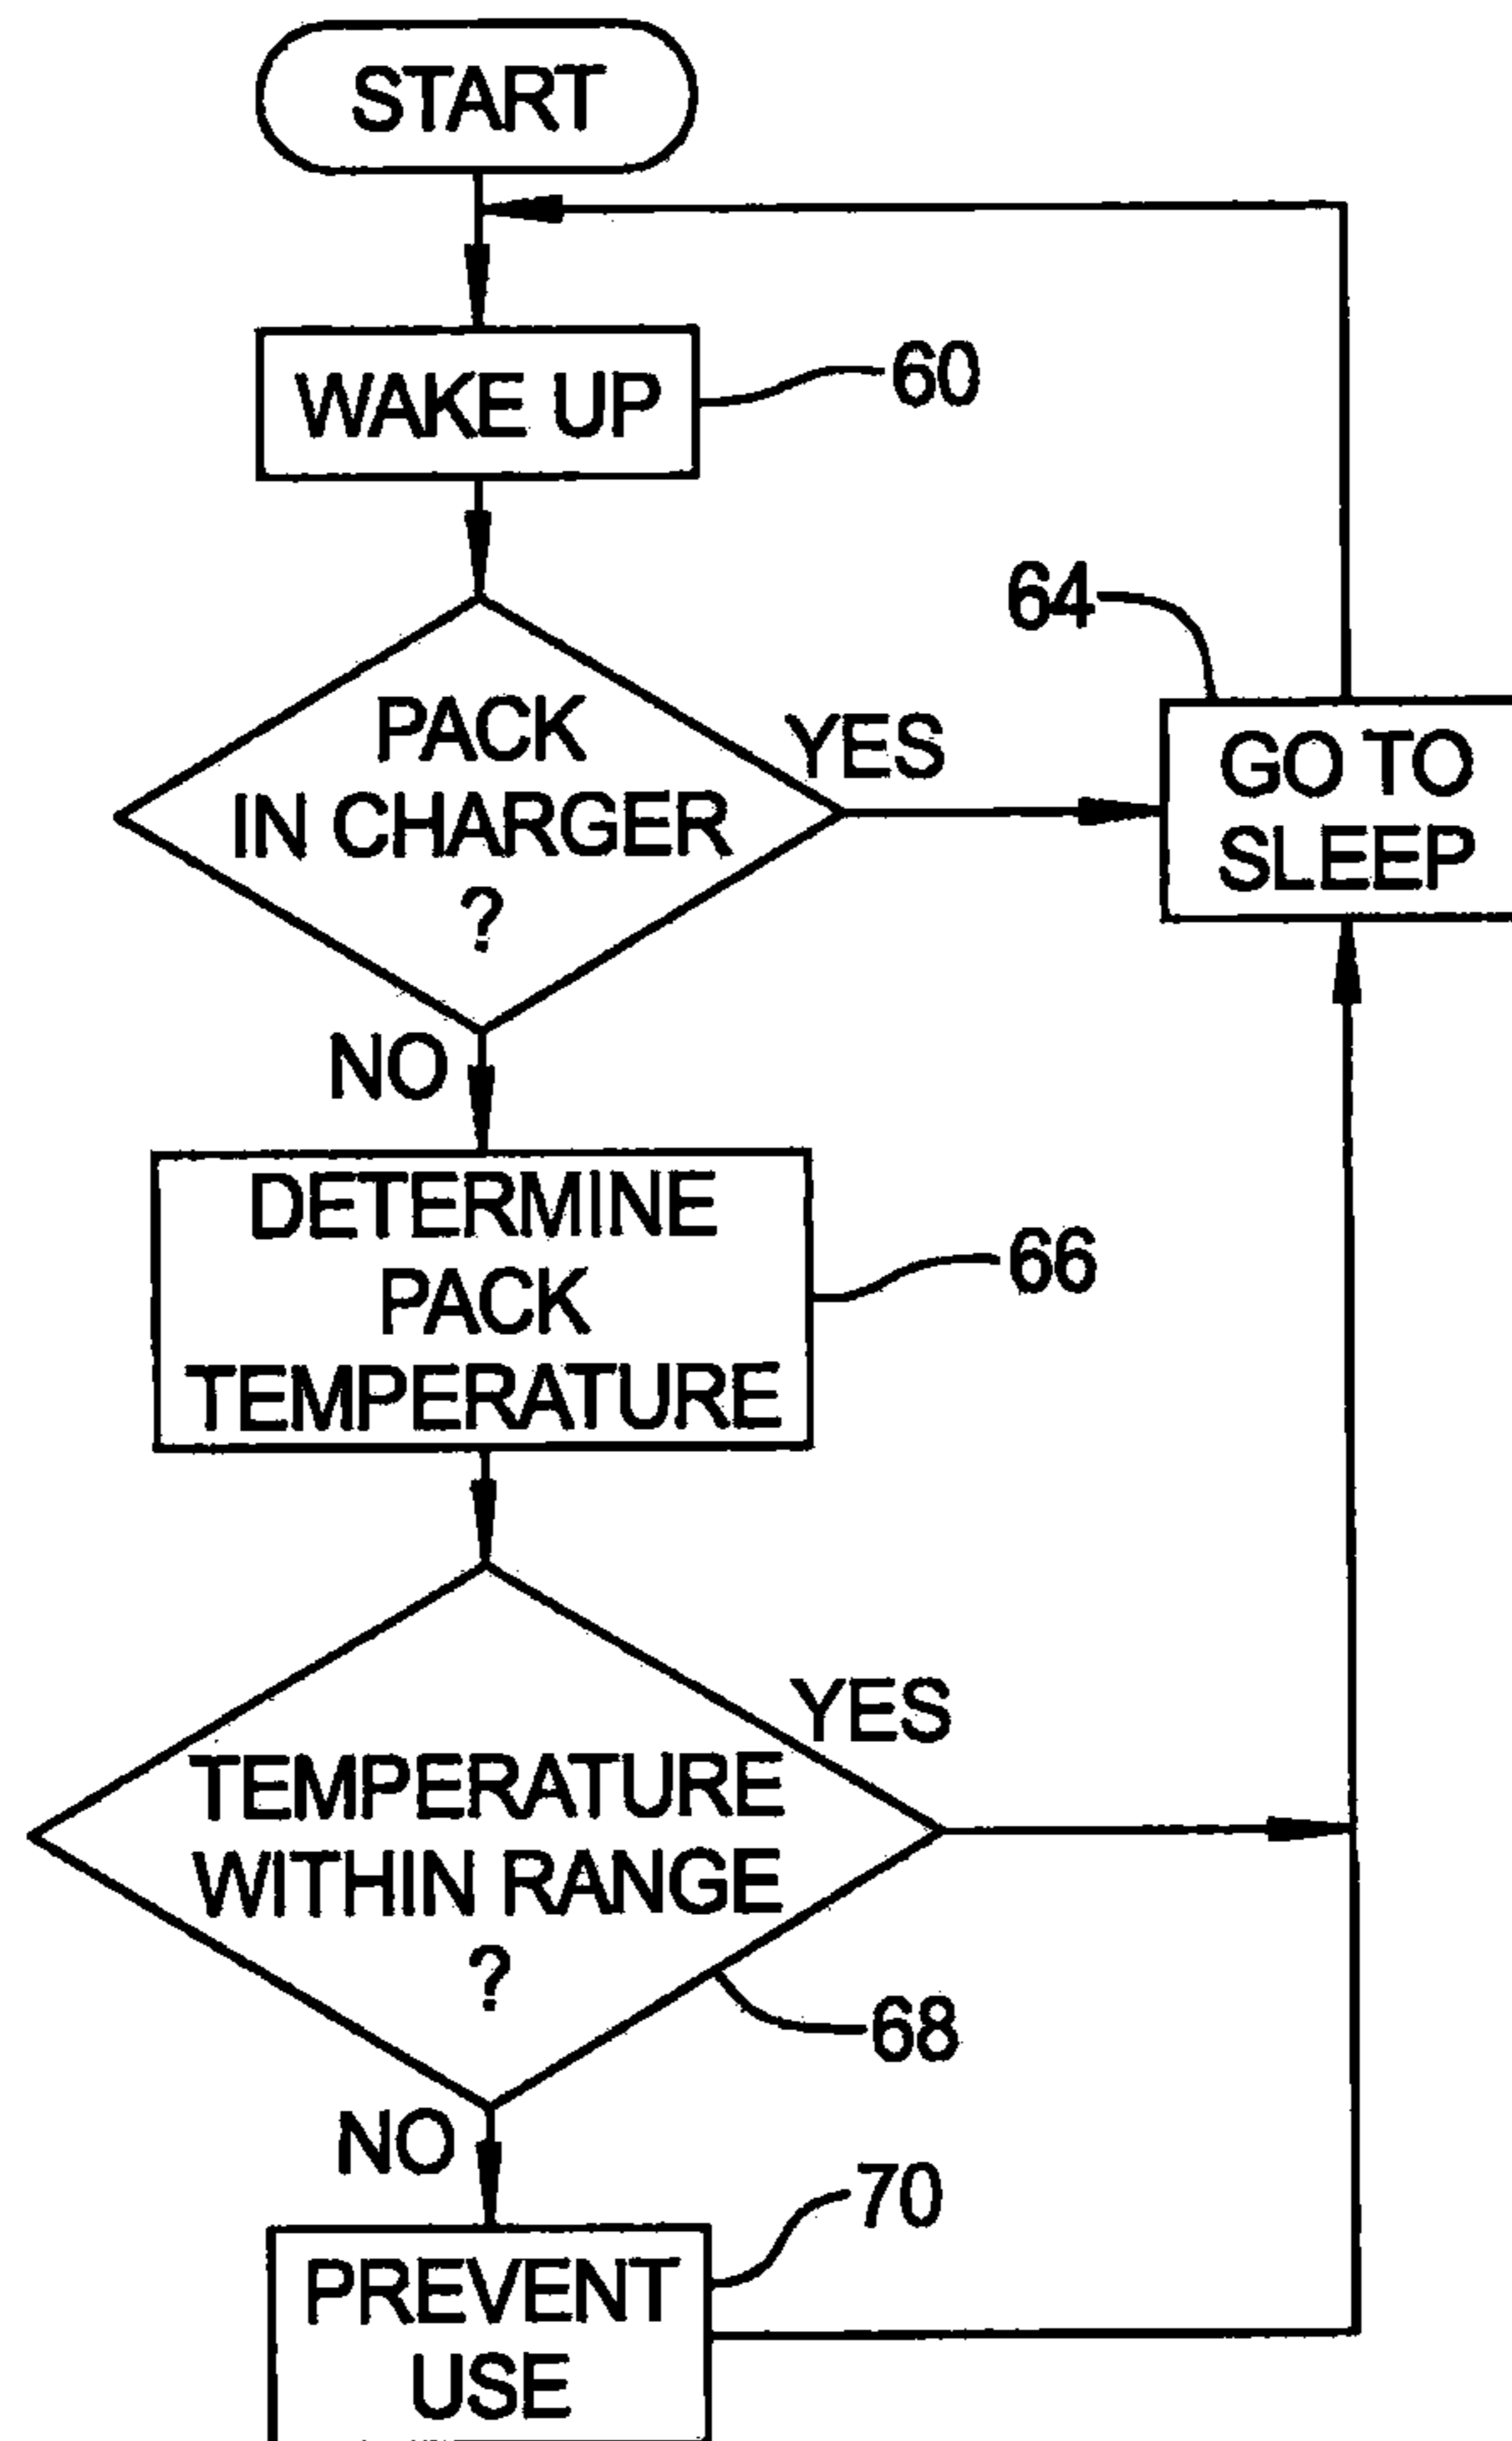 START
WAKE UP
60
PACK
IN CHARGER
?
YES
64
GO TO
SLEEP
NO
DETERMINE
PACK
TEMPERATURE
66
YES
TEMPERATURE
WITHIN RANGE
?
68
NO
70
PREVENT
USE